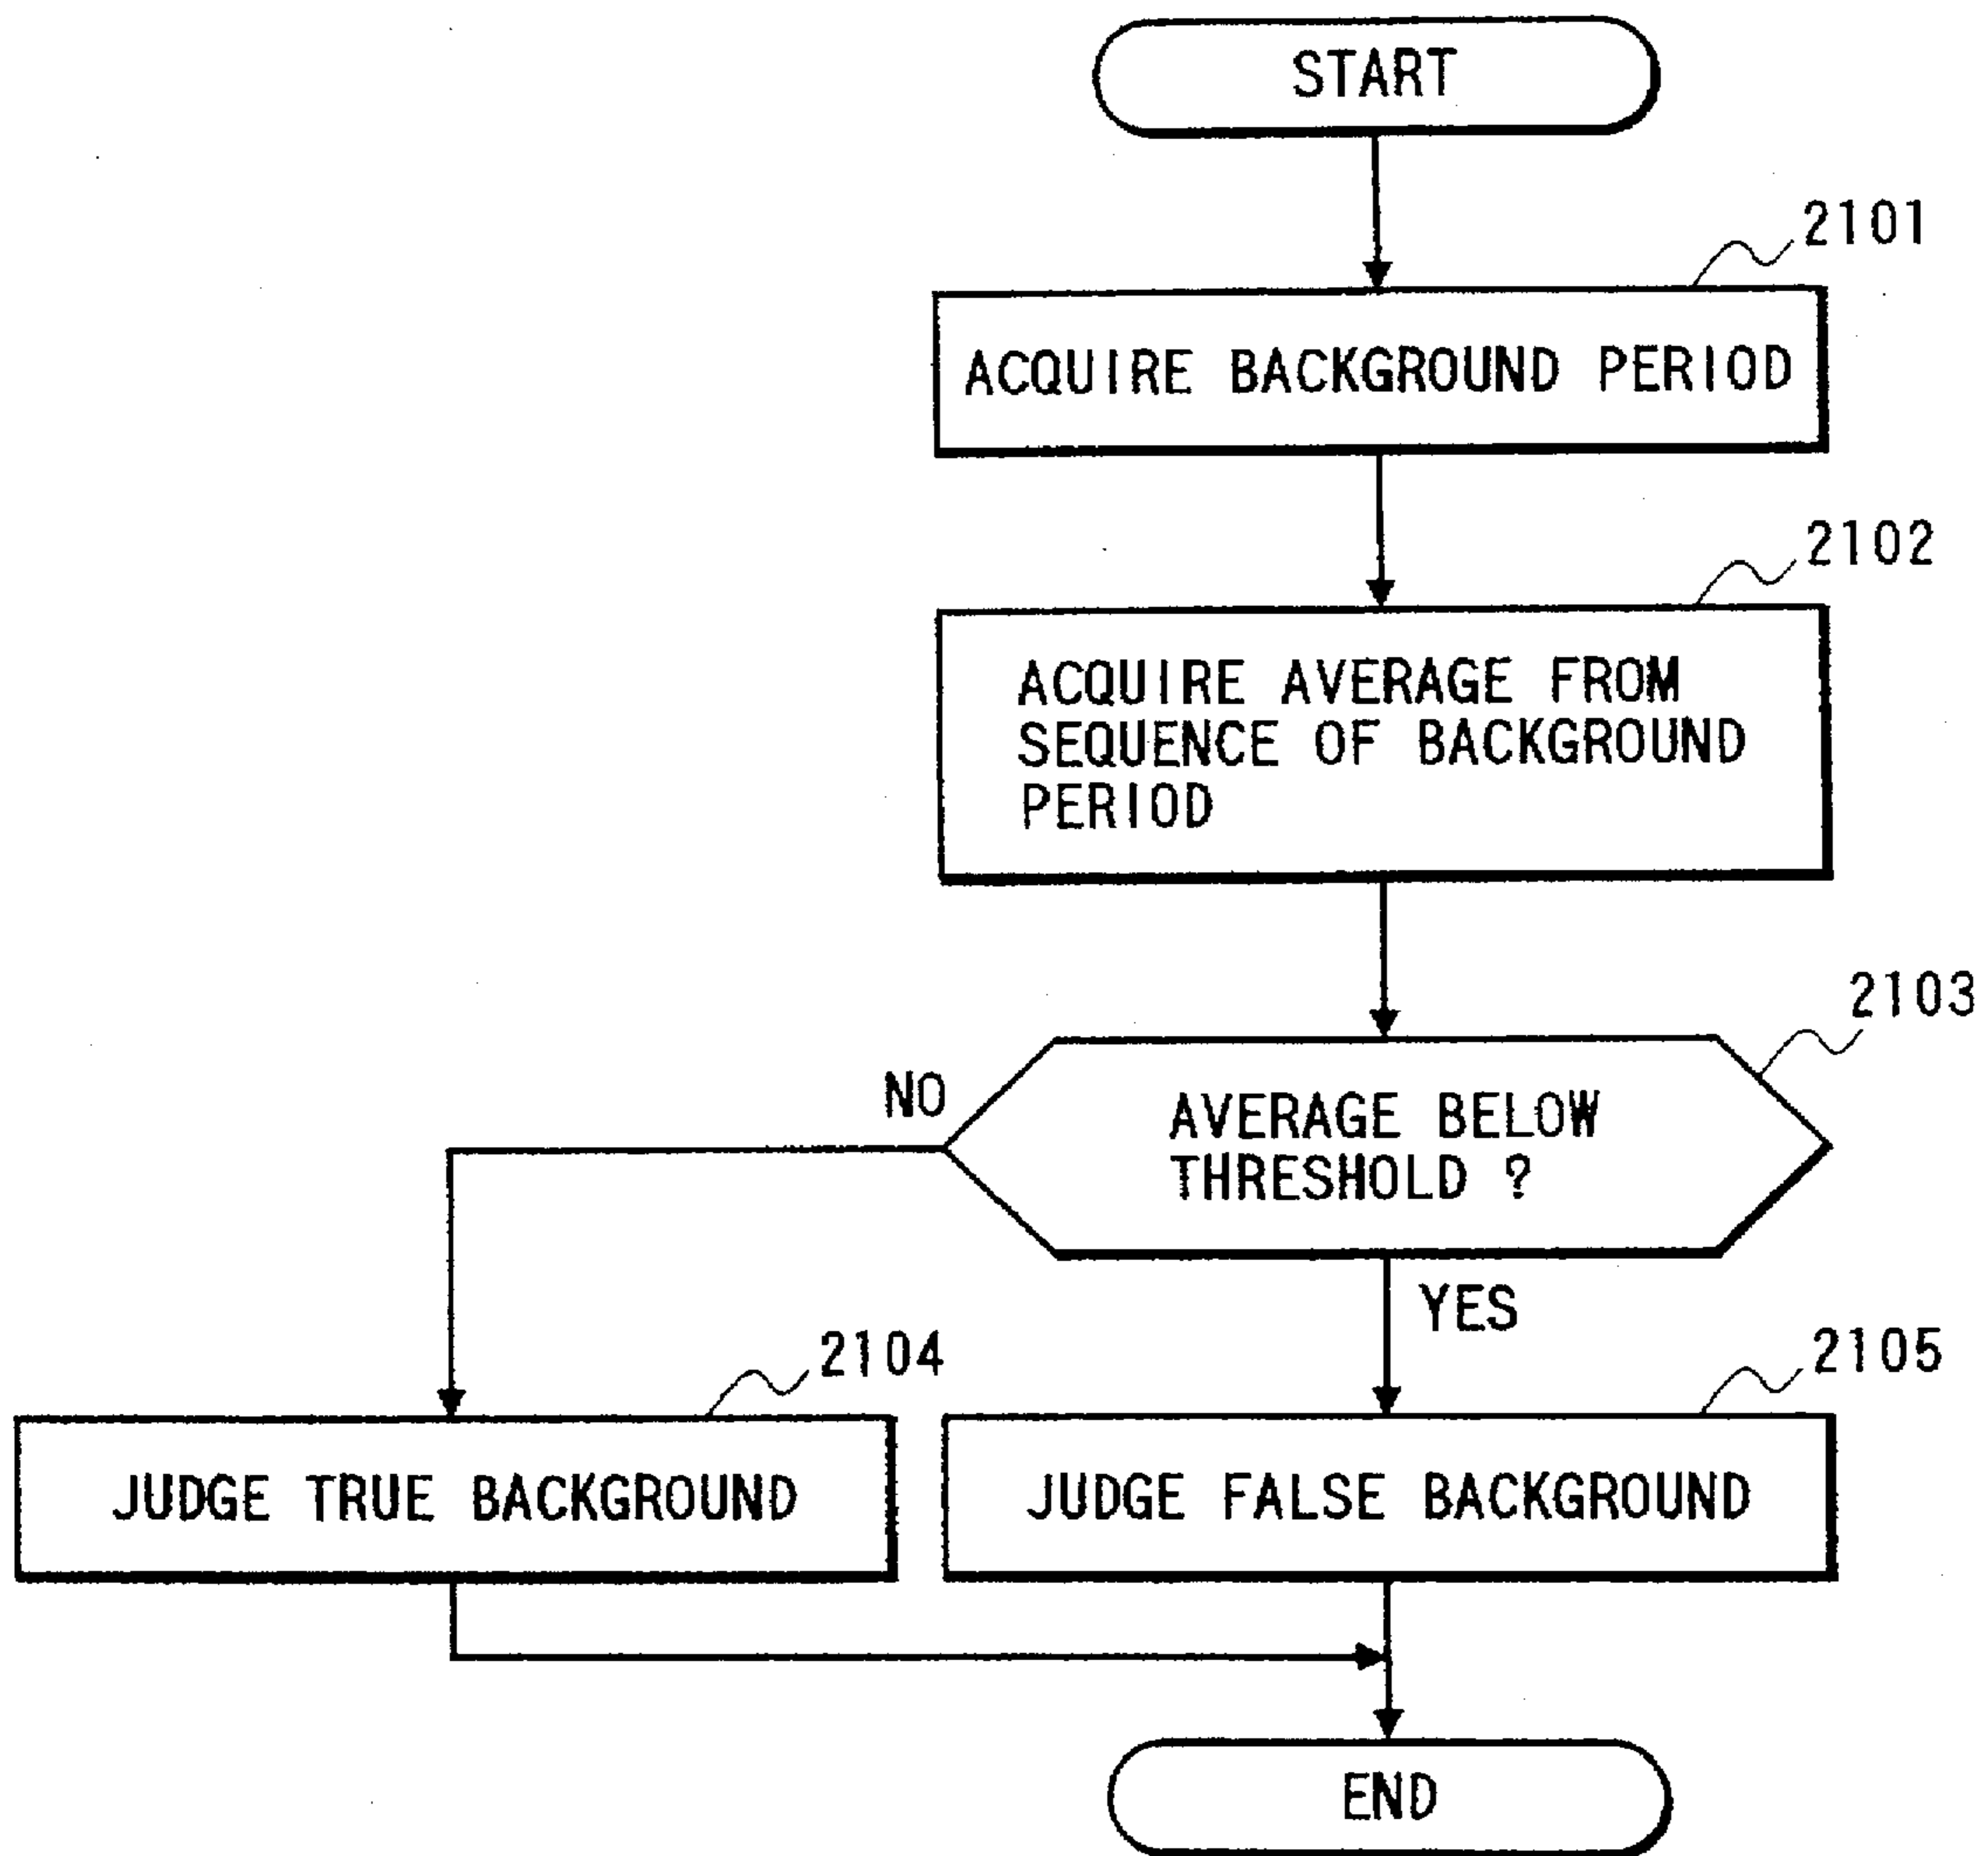 START
2101
ACQUIRE BACKGROUND PERIOD
2102
ACQUIRE AVERAGE FROM
SEQUENCE OF BACKGROUND
PERIOD
2103
NO
AVERAGE BELOW
THRESHOLD ?
YES
2104
2105
JUDGE TRUE BACKGROUND
JUDGE FALSE BACKGROUND
END